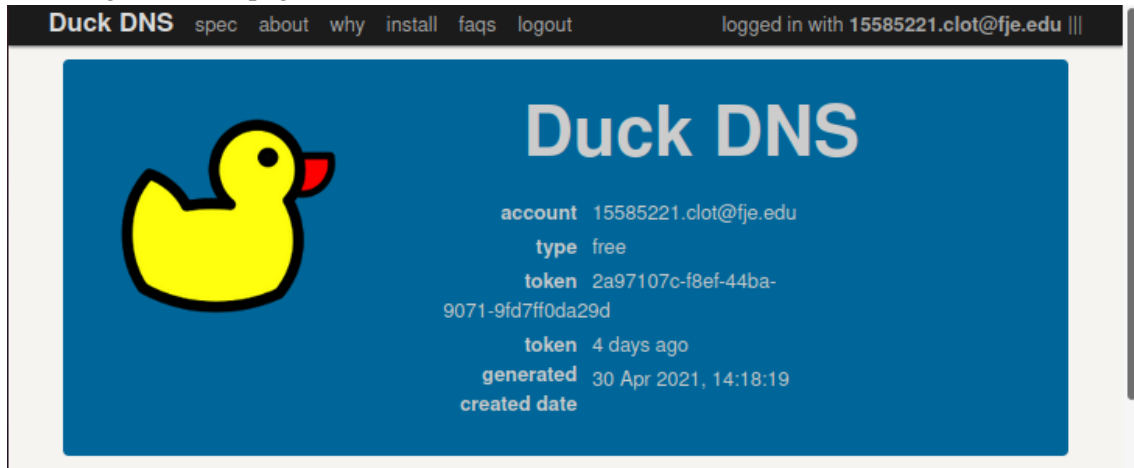 Duck DNS spec about why install faqs logout logged in with 15585221.clot@fje.edu |||
Duck DNS
account 15585221.clot@fje.edu
type free
token 2a97107c-f8ef-44ba-
9071-9fd7ff0da29d
token 4 days ago
generated 30 Apr 2021, 14:18:19
created date